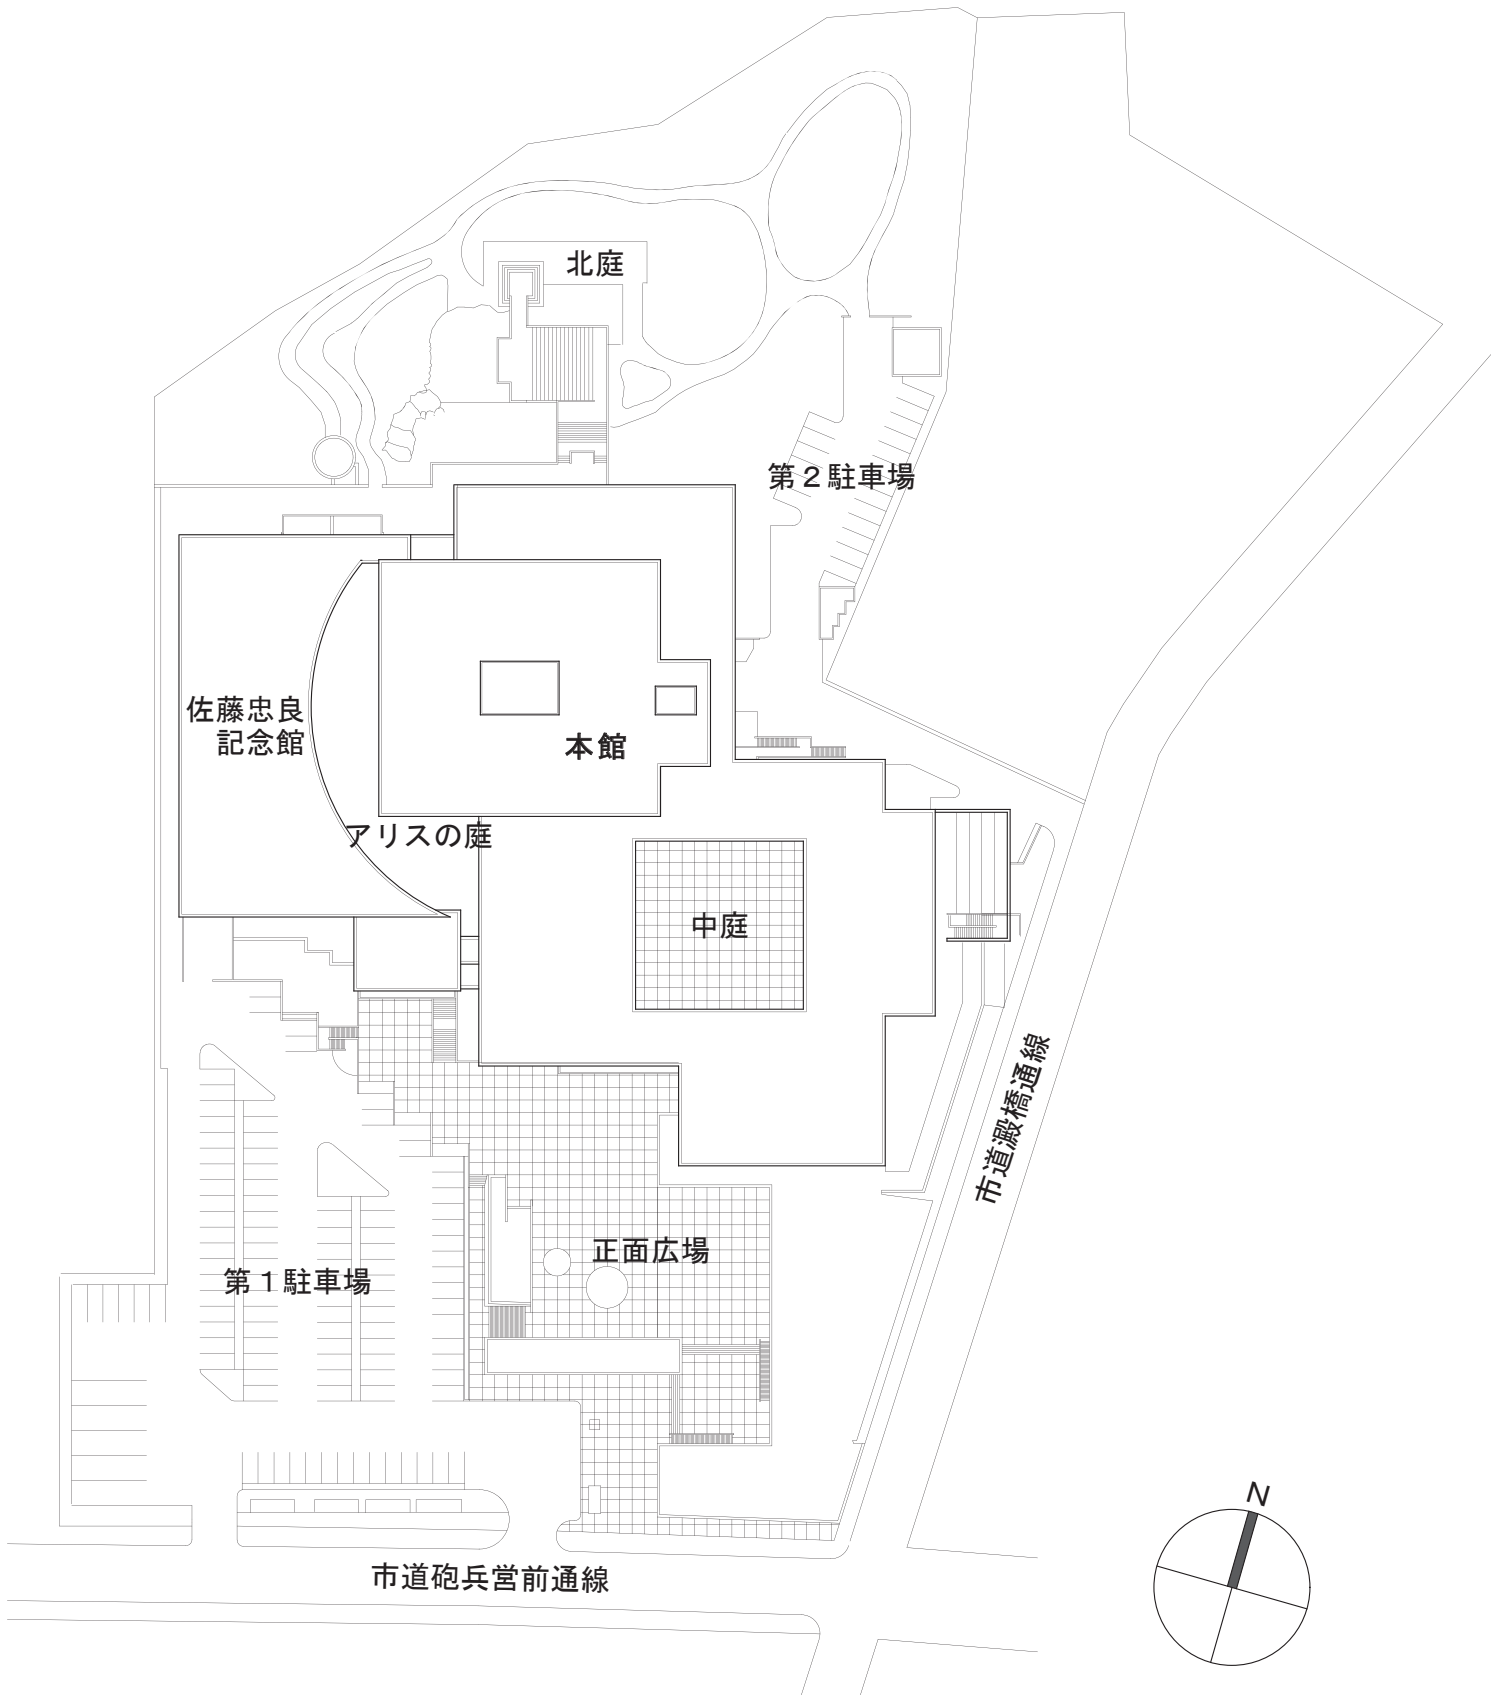 北庭
第２駐車場
佐藤忠良
記念館
本館
アリスの庭
中庭
市道澱橋通線
正面広場
第１駐車場
N
市道砲兵営前通線